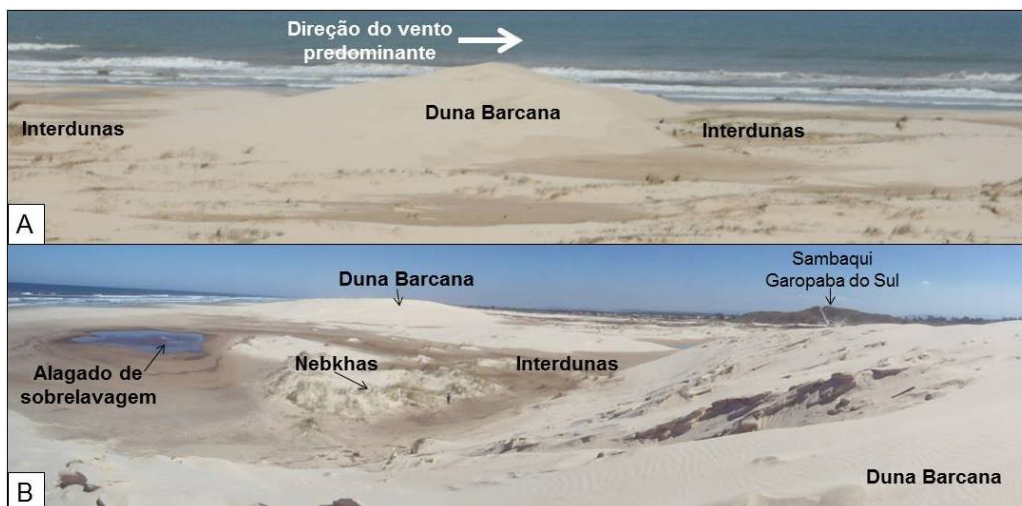 Direção do vento
predominante
Interdunas
Duna Barcana
Interdunas
A
Duna Barcana
Sambaqui
Garopaba do Sul
Alagado de
sobrelavagem
Nebkhas
Interdunas
Duna Barcana
B